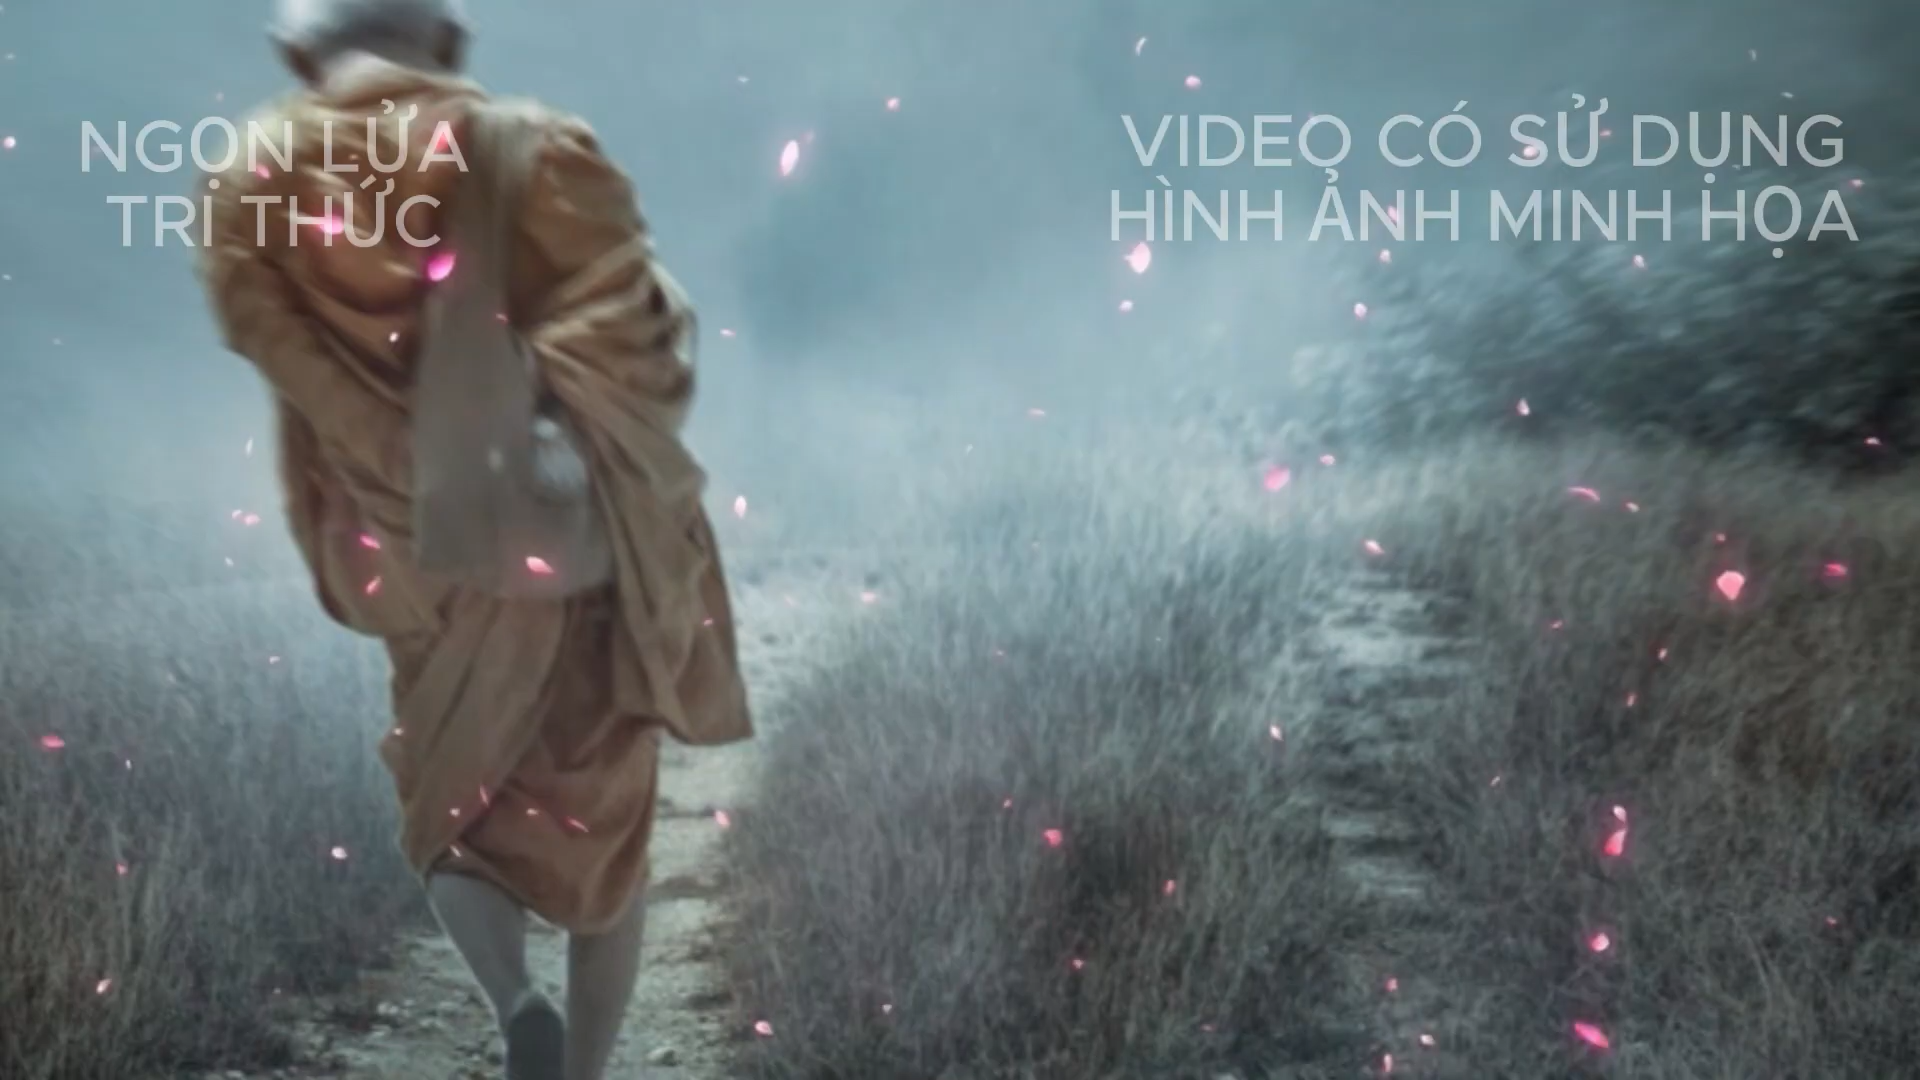 NGỌN LỬA
TRI THỨC
VIDEO CÓ SỬ DỤNG
HÌNH ẢNH MINH HỌA